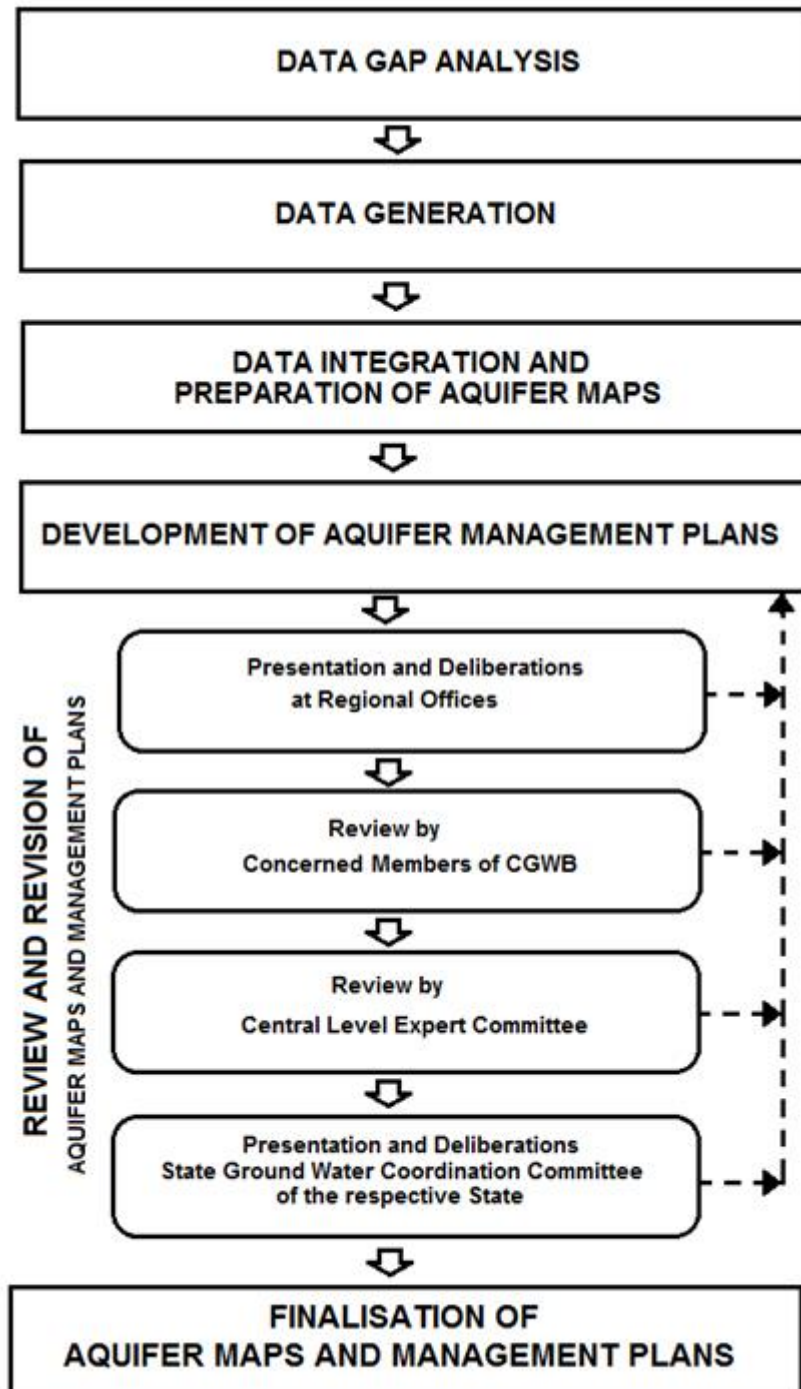 DATA GAP ANALYSIS
DATA GENERATION
DATA INTEGRATION AND
PREPARATION OF AQUIFER MAPS
DEVELOPMENT OF AQUIFER MANAGEMENT PLANS
REVIEW AND REVISION OF
AQUIFER MAPS AND MANAGEMENT PLANS
Presentation and Deliberations
at Regional Offices
Review by
Concerned Members of CGWB
Review by
Central Level Expert Committee
Presentation and Deliberations
State Ground Water Coordination Committee
of the respective State
FINALISATION OF
AQUIFER MAPS AND MANAGEMENT PLANS